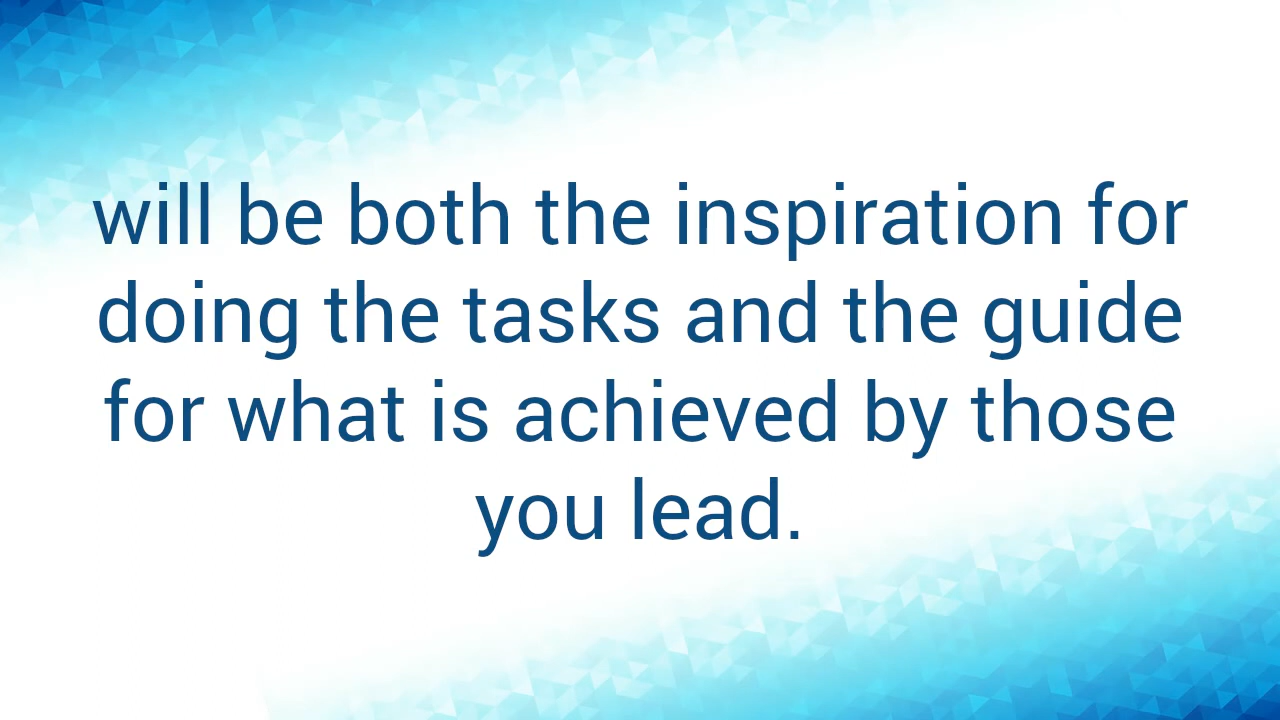 will be both the inspiration for
doing the tasks and the guide
for what is achieved by those
you lead.